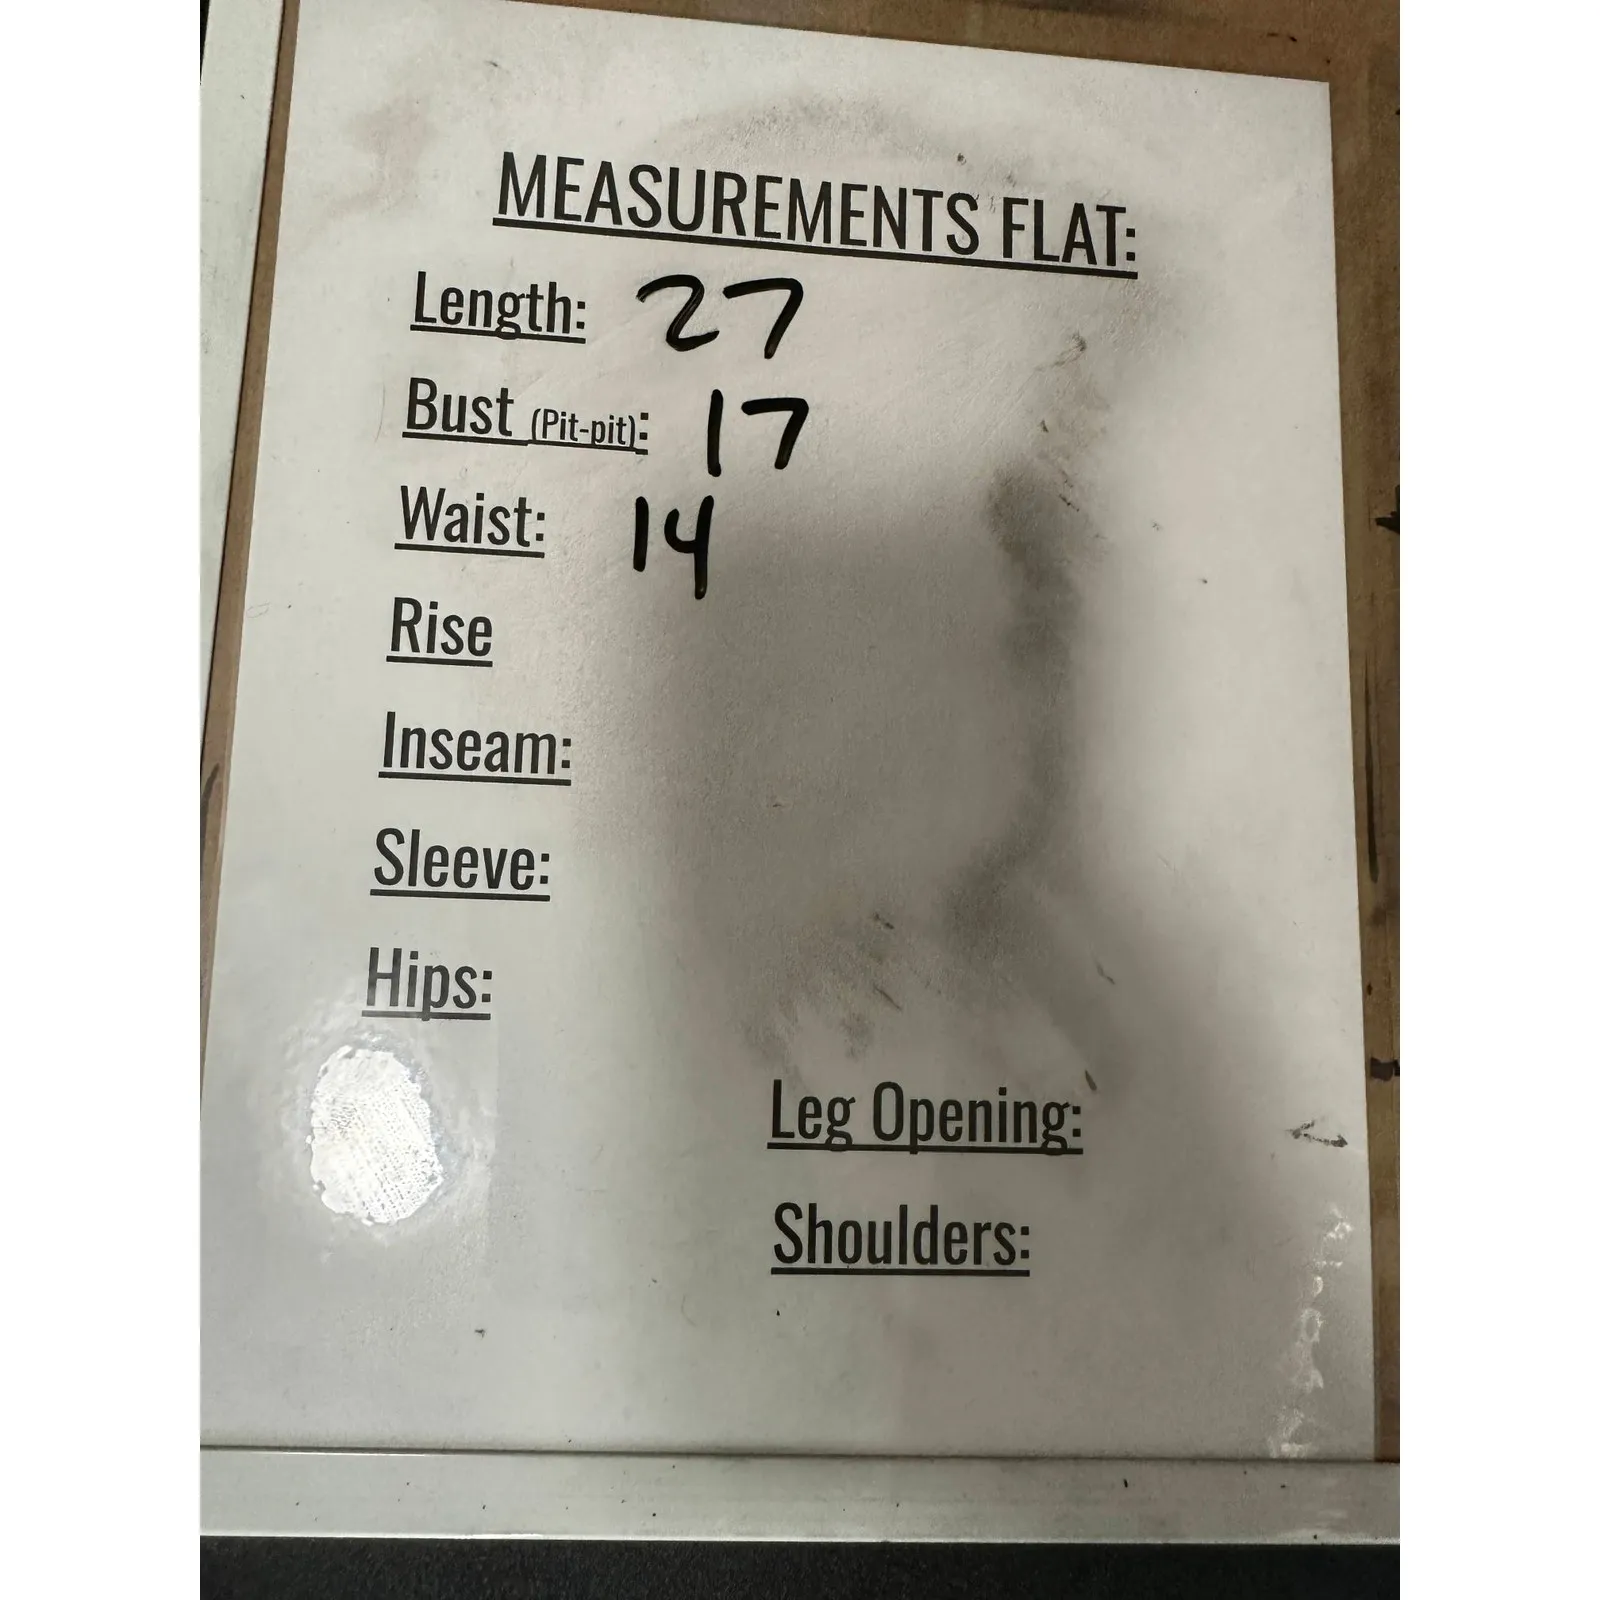 MEASUREMENTS FLAT:
Length: 27
Bust (Pit-pit): 17
Waist: 14
Rise
Inseam:
Sleeve:
Hips:
Leg Opening:
Shoulders: